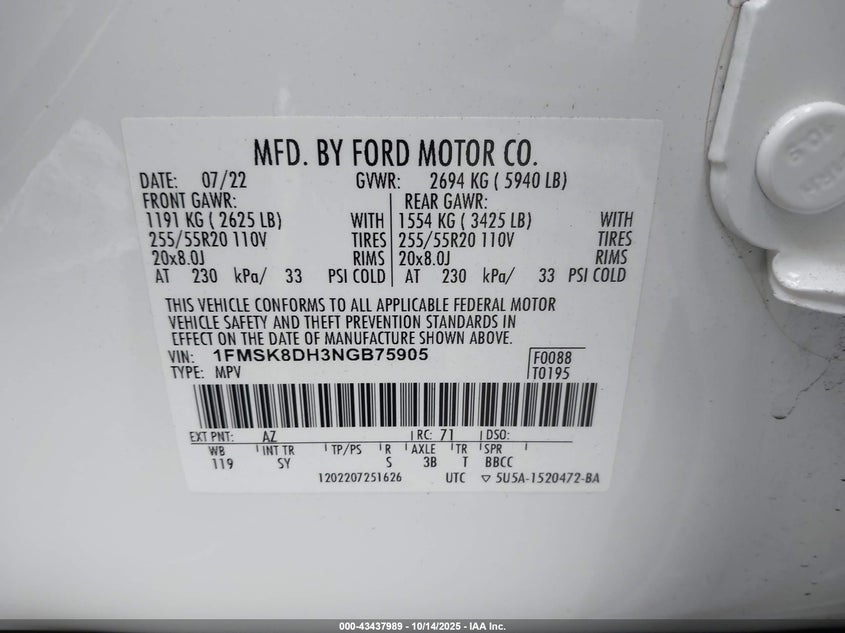 MFD. BY FORD MOTOR CO.
DATE: 07/22 GVWR: 2694 KG ( 5940 LB)
FRONT GAWR: REAR GAWR:
1191 KG ( 2625 LB) WITH 1554 KG ( 3425 LB) WITH
255/55R20 110V TIRES 255/55R20 110V TIRES
20x8.0J RIMS 20x8.0J RIMS
AT 230 kPa/ 33 PSI COLD AT 230 kPa/ 33 PSI COLD
THIS VEHICLE CONFORMS TO ALL APPLICABLE FEDERAL MOTOR
VEHICLE SAFETY AND THEFT PREVENTION STANDARDS IN
EFFECT ON THE DATE OF MANUFACTURE SHOWN ABOVE.
VIN: 1FMSK8DH3NGB75905 F0088
TYPE: MPV T0195
EXT PNT: AZ RC: 71 DSO:
WB INT TR TP/PS R AXLE TR SPR
119 SY S 3B T BBCC
1202207251626 UTC ▽ 5U5A-1520472-BA
10.9
000-43437989 - 10/14/2025 - IAA Inc.